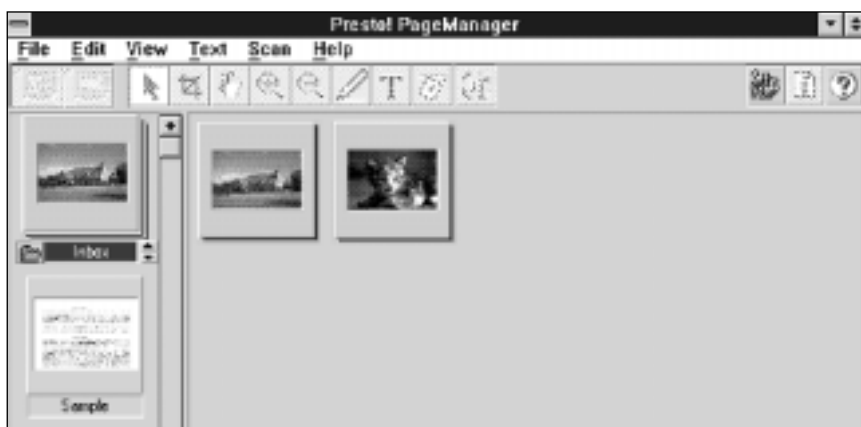 Presto! PageManager
File Edit View Text Scan Help
T
?
Inbox
Sample